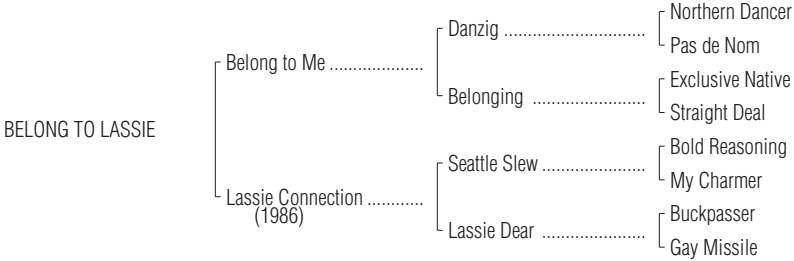 Northern Dancer
Danzig ..............................
Pas de Nom
Belong to Me ....................
Exclusive Native
Belonging ........................
Straight Deal
BELONG TO LASSIE
Bold Reasoning
Seattle Slew ......................
My Charmer
Lassie Connection ............
(1986)
Buckpasser
Lassie Dear ......................
Gay Missile